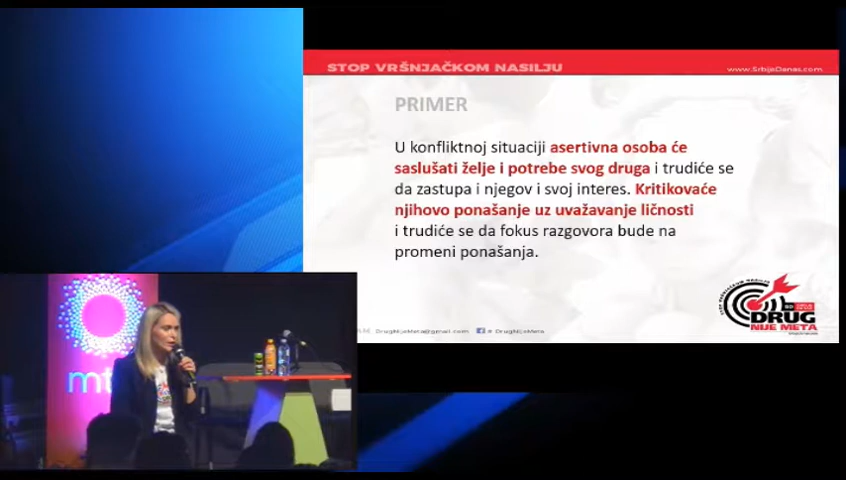 STOP VRŠNJAČKOM NASILJU
www.SrbijaDanas.com
PRIMER
U konfliktnoj situaciji asertivna osoba će
saslušati želje i potrebe svog druga i trudiće se
da zastupa i njegov i svoj interes. Kritikovaće
njihovo ponašanje uz uvažavanje ličnosti
i trudiće se da fokus razgovora bude na
promeni ponašanja.
DRUG
NIJE META
DrugNijeMeta@gmail.com
# DrugNijeMeta
mt